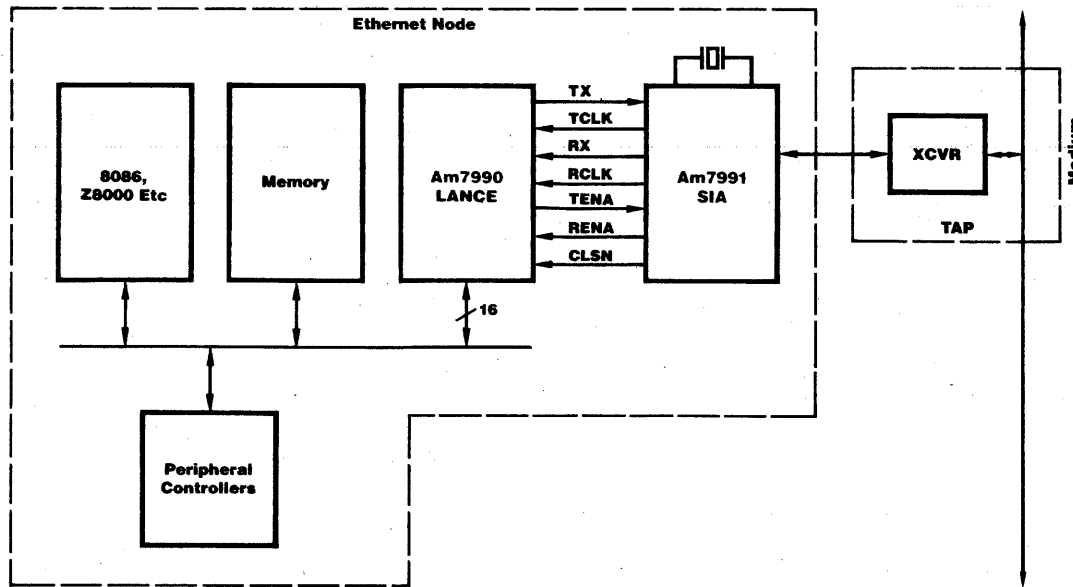 Ethernet Node
8086,
Z8000 Etc
Memory
Am7990
LANCE
TX
TCLK
RX
RCLK
TENA
RENA
CLSN
Am7991
SIA
XCVR
TAP
Medium
16
Peripheral
Controllers